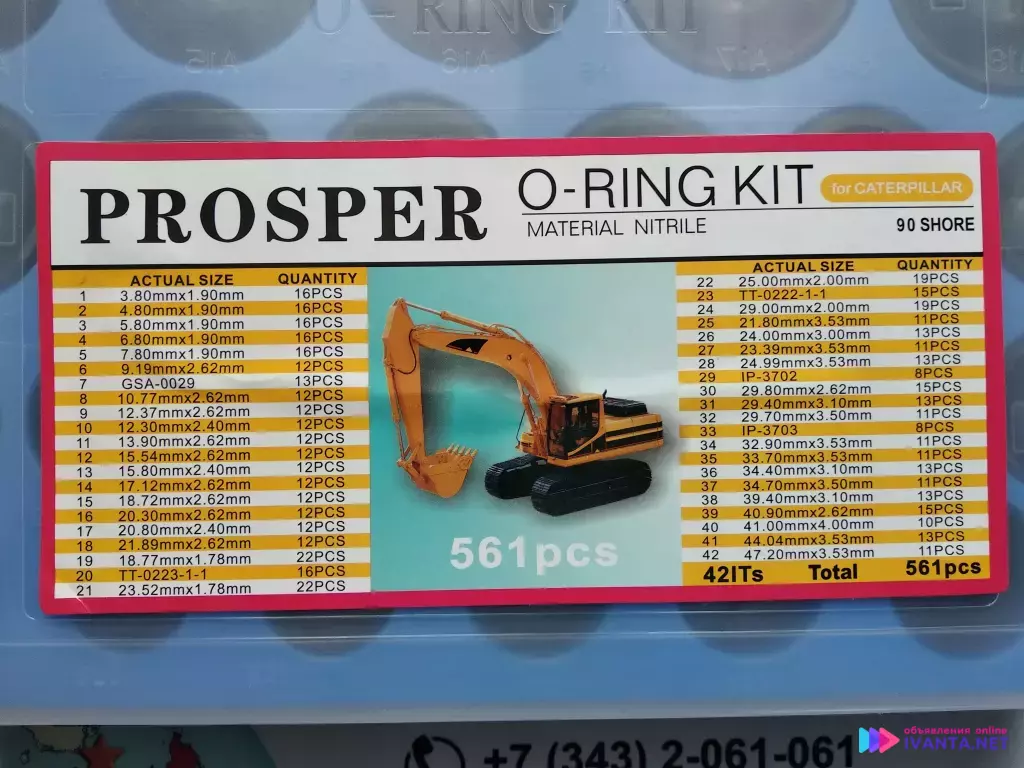 O-RING KIT
A15
A16
A17
PROSPER
O-RING KIT
for CATERPILLAR
MATERIAL NITRILE
90 SHORE
ACTUAL SIZE QUANTITY
1 3.80mmx1.90mm 16PCS
2 4.80mmx1.90mm 16PCS
3 5.80mmx1.90mm 16PCS
4 6.80mmx1.90mm 16PCS
5 7.80mmx1.90mm 16PCS
6 9.19mmx2.62mm 12PCS
7 GSA-0029 13PCS
8 10.77mmx2.62mm 12PCS
9 12.37mmx2.62mm 12PCS
10 12.30mmx2.40mm 12PCS
11 13.90mmx2.62mm 12PCS
12 15.54mmx2.62mm 12PCS
13 15.80mmx2.40mm 12PCS
14 17.12mmx2.62mm 12PCS
15 18.72mmx2.62mm 12PCS
16 20.30mmx2.62mm 12PCS
17 20.80mmx2.40mm 12PCS
18 21.89mmx2.62mm 12PCS
19 18.77mmx1.78mm 22PCS
20 TT-0223-1-1 16PCS
21 23.52mmx1.78mm 22PCS
561pcs
ACTUAL SIZE QUANTITY
22 25.00mmx2.00mm 19PCS
23 TT-0222-1-1 15PCS
24 29.00mmx2.00mm 19PCS
25 21.80mmx3.53mm 11PCS
26 24.00mmx3.00mm 13PCS
27 23.39mmx3.53mm 11PCS
28 24.99mmx3.53mm 13PCS
29 IP-3702 8PCS
30 29.80mmx2.62mm 15PCS
31 29.40mmx3.10mm 13PCS
32 29.70mmx3.50mm 11PCS
33 IP-3703 8PCS
34 32.90mmx3.53mm 11PCS
35 33.70mmx3.53mm 11PCS
36 34.40mmx3.10mm 13PCS
37 34.70mmx3.50mm 11PCS
38 39.40mmx3.10mm 13PCS
39 40.90mmx2.62mm 15PCS
40 41.00mmx4.00mm 10PCS
41 44.04mmx3.53mm 13PCS
42 47.20mmx3.53mm 11PCS
42ITs Total 561pcs
+7 (343) 2-061-061
объявления online
IVANTA.NET